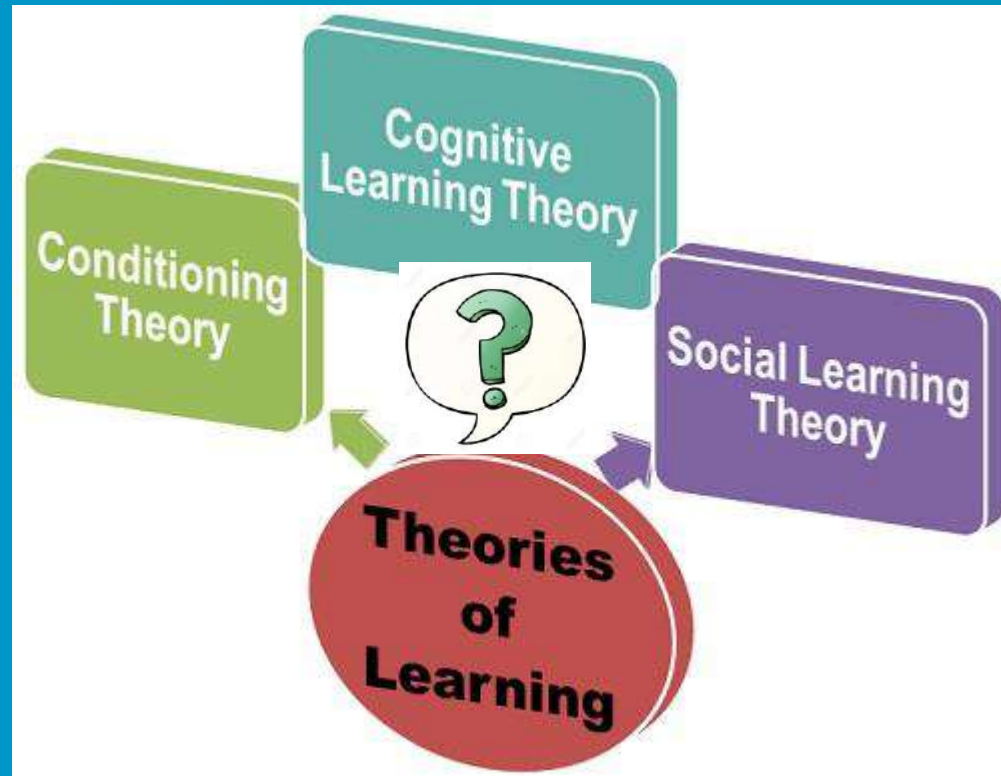 Cognitive
Learning Theory
Conditioning
Theory
?
Social Learning
Theory
Theories
of
Learning